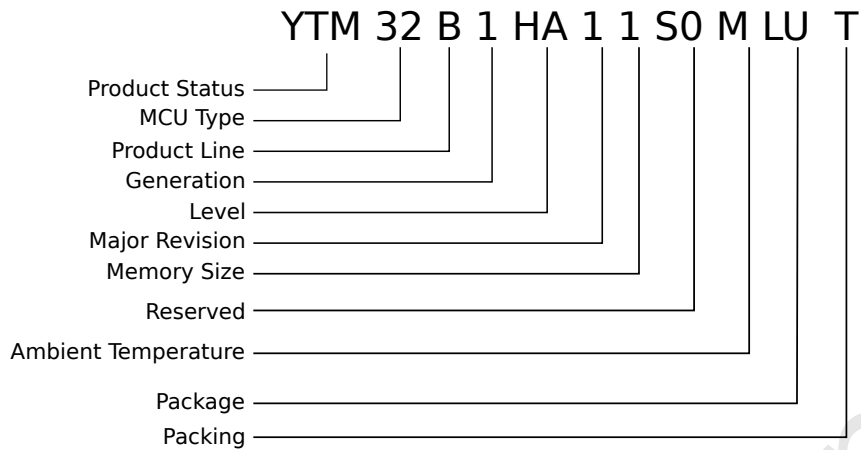 YTM 32 B 1 HA 1 1 S0 M LU T
Product Status
MCU Type
Product Line
Generation
Level
Major Revision
Memory Size
Reserved
Ambient Temperature
Package
Packing